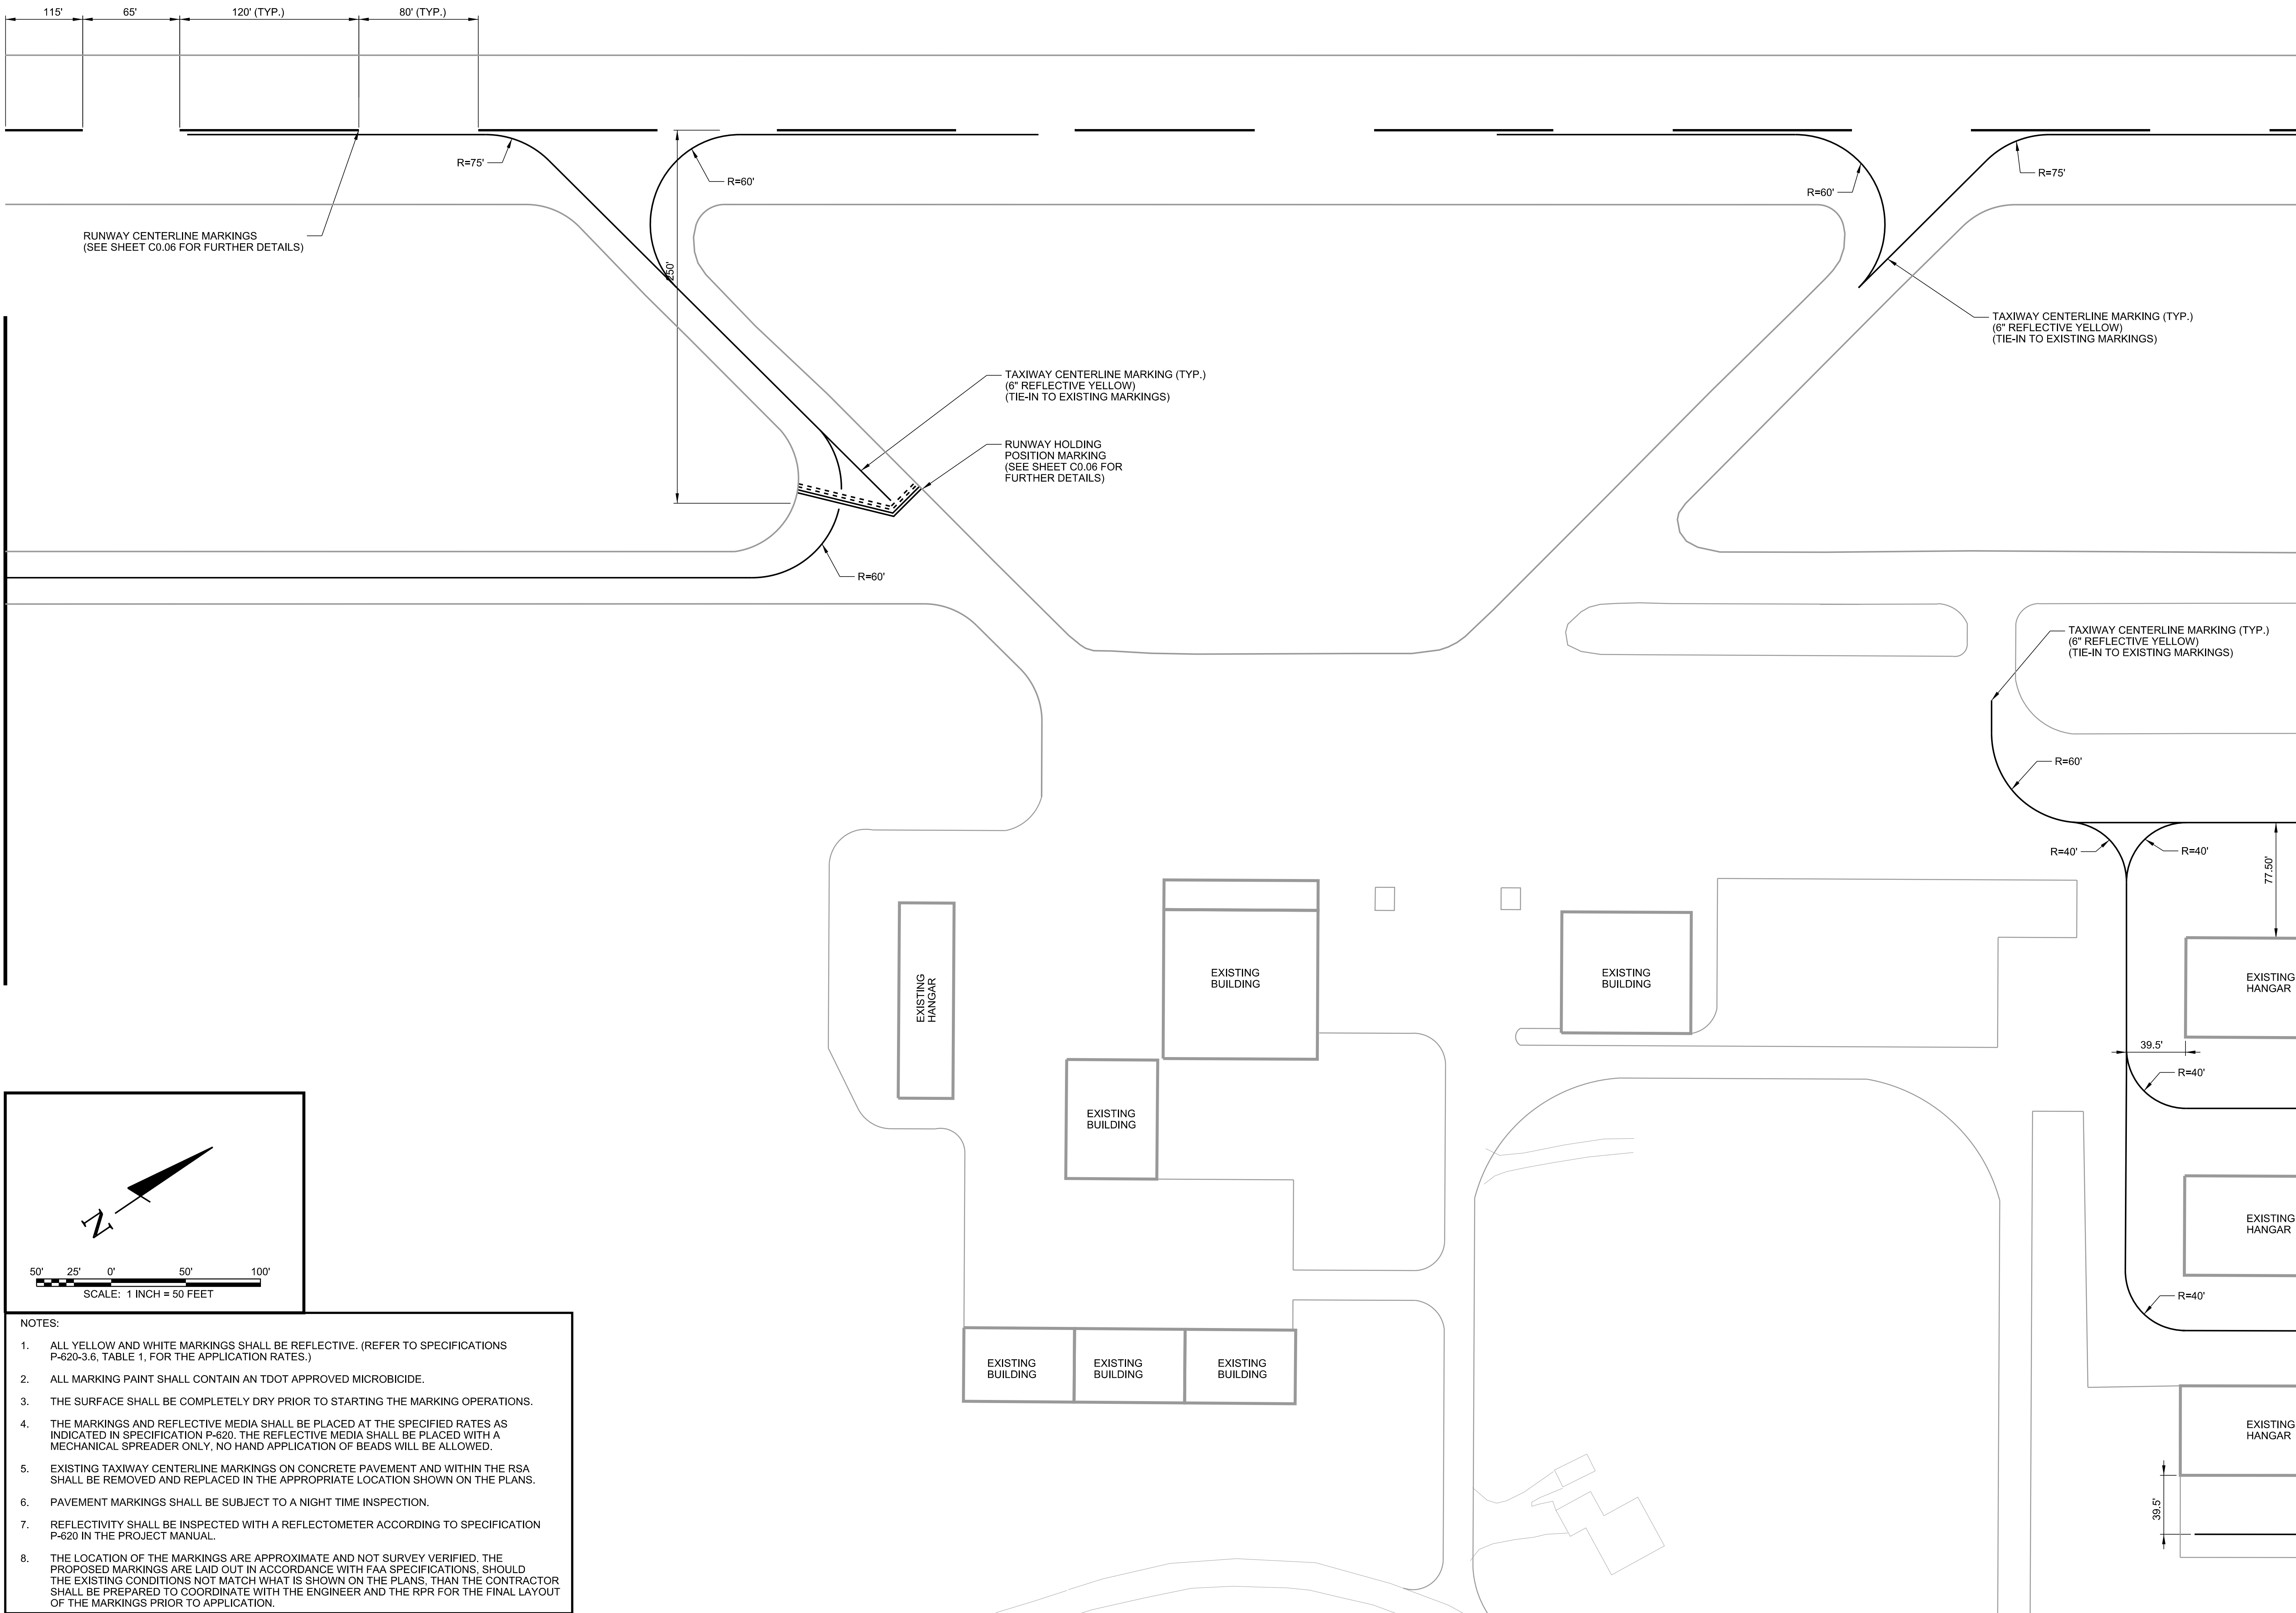 115'
65'
120' (TYP.)
80' (TYP.)
R=75'
R=60'
R=60'
R=75'
RUNWAY CENTERLINE MARKINGS
(SEE SHEET C0.06 FOR FURTHER DETAILS)
250'
TAXIWAY CENTERLINE MARKING (TYP.)
(6" REFLECTIVE YELLOW)
(TIE-IN TO EXISTING MARKINGS)
TAXIWAY CENTERLINE MARKING (TYP.)
(6" REFLECTIVE YELLOW)
(TIE-IN TO EXISTING MARKINGS)
RUNWAY HOLDING
POSITION MARKING
(SEE SHEET C0.06 FOR
FURTHER DETAILS)
R=60'
TAXIWAY CENTERLINE MARKING (TYP.)
(6" REFLECTIVE YELLOW)
(TIE-IN TO EXISTING MARKINGS)
R=60'
R=40'
R=40'
77.50'
EXISTING
HANGAR
EXISTING
BUILDING
EXISTING
BUILDING
EXISTING
HANGAR
39.5'
R=40'
EXISTING
BUILDING
EXISTING
HANGAR
R=40'
EXISTING
BUILDING
EXISTING
BUILDING
EXISTING
BUILDING
EXISTING
HANGAR
39.5'
N
50'
25'
0'
50'
100'
SCALE: 1 INCH = 50 FEET
NOTES:
1. ALL YELLOW AND WHITE MARKINGS SHALL BE REFLECTIVE. (REFER TO SPECIFICATIONS
P-620-3.6, TABLE 1, FOR THE APPLICATION RATES.)
2. ALL MARKING PAINT SHALL CONTAIN AN TDOT APPROVED MICROBICIDE.
3. THE SURFACE SHALL BE COMPLETELY DRY PRIOR TO STARTING THE MARKING OPERATIONS.
4. THE MARKINGS AND REFLECTIVE MEDIA SHALL BE PLACED AT THE SPECIFIED RATES AS
INDICATED IN SPECIFICATION P-620. THE REFLECTIVE MEDIA SHALL BE PLACED WITH A
MECHANICAL SPREADER ONLY, NO HAND APPLICATION OF BEADS WILL BE ALLOWED.
5. EXISTING TAXIWAY CENTERLINE MARKINGS ON CONCRETE PAVEMENT AND WITHIN THE RSA
SHALL BE REMOVED AND REPLACED IN THE APPROPRIATE LOCATION SHOWN ON THE PLANS.
6. PAVEMENT MARKINGS SHALL BE SUBJECT TO A NIGHT TIME INSPECTION.
7. REFLECTIVITY SHALL BE INSPECTED WITH A REFLECTOMETER ACCORDING TO SPECIFICATION
P-620 IN THE PROJECT MANUAL.
8. THE LOCATION OF THE MARKINGS ARE APPROXIMATE AND NOT SURVEY VERIFIED. THE
PROPOSED MARKINGS ARE LAID OUT IN ACCORDANCE WITH FAA SPECIFICATIONS, SHOULD
THE EXISTING CONDITIONS NOT MATCH WHAT IS SHOWN ON THE PLANS, THAN THE CONTRACTOR
SHALL BE PREPARED TO COORDINATE WITH THE ENGINEER AND THE RPR FOR THE FINAL LAYOUT
OF THE MARKINGS PRIOR TO APPLICATION.